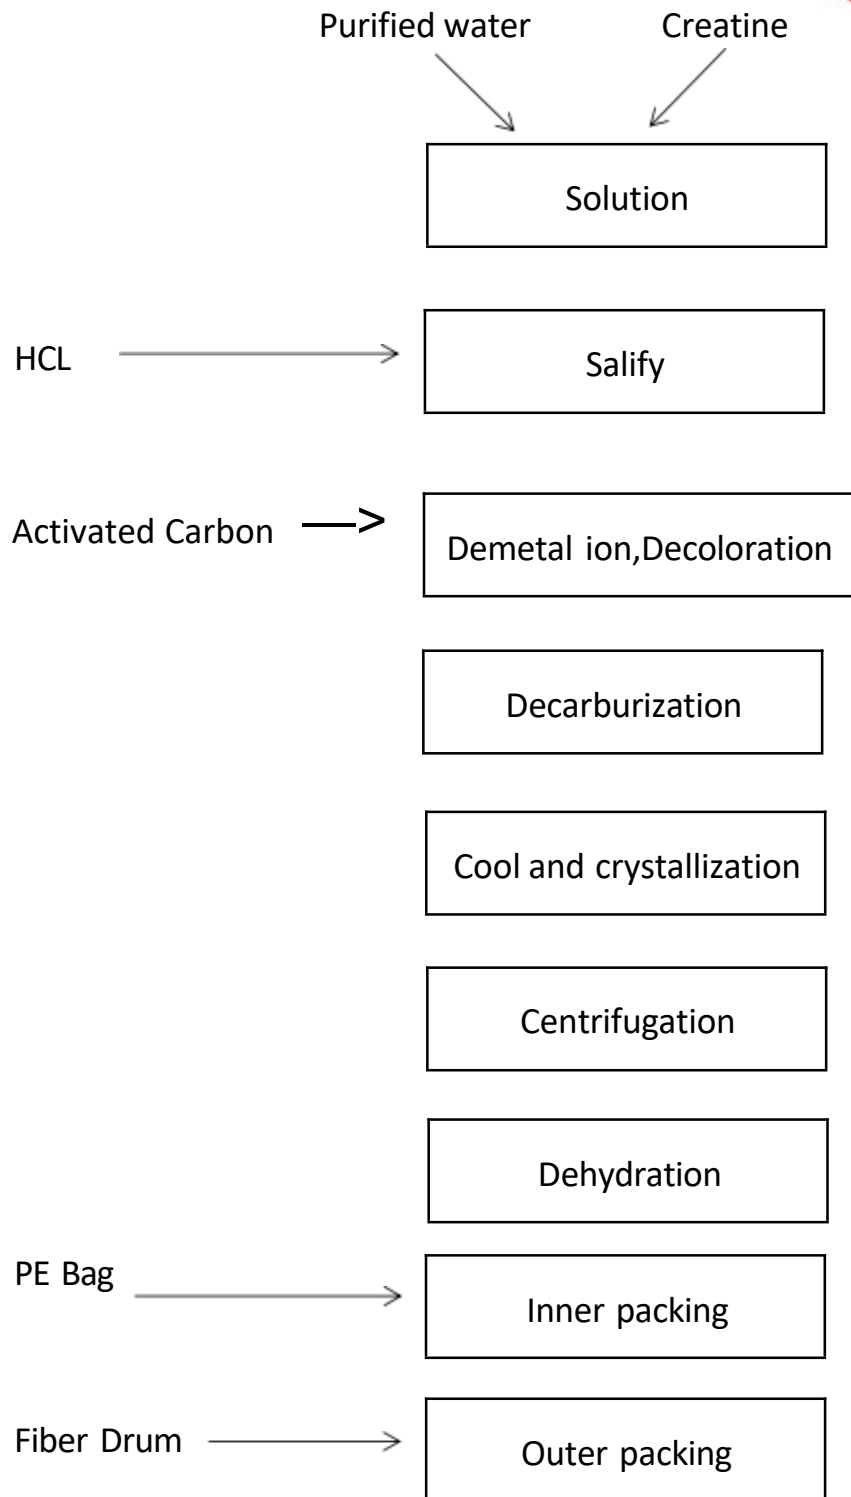 Purified water Creatine
Solution
HCL
Salify
Activated Carbon
Demetal ion,Decoloration
Decarburization
Cool and crystallization
Centrifugation
Dehydration
PE Bag
Inner packing
Fiber Drum
Outer packing